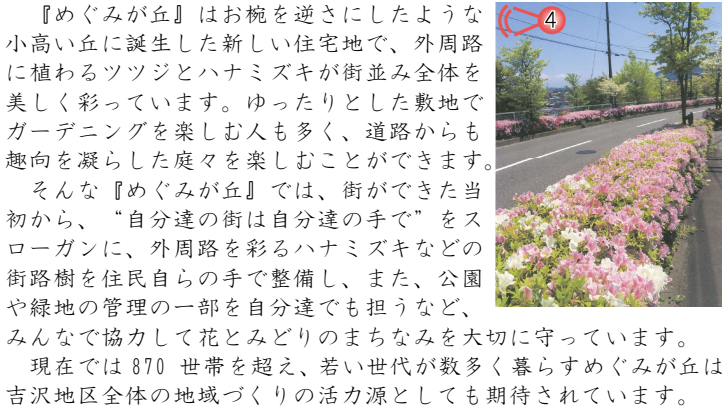 『めぐみが丘』はお椀を逆さにしたような
小高い丘に誕生した新しい住宅地で、外周路
に植わるツツジとハナミズキが街並み全体を
美しく彩っています。ゆったりとした敷地で
ガーデニングを楽しむ人も多く、道路からも
趣向を凝らした庭々を楽しむことができます。
そんな『めぐみが丘』では、街ができた当
初から、“自分達の街は自分達の手で”をス
ローガンに、外周路を彩るハナミズキなどの
街路樹を住民自らの手で整備し、また、公園
や緑地の管理の一部を自分達でも担うなど、
みんなで協力して花とみどりのまちなみを大切に守っています。
現在では870 世帯を超え、若い世代が数多く暮らすめぐみが丘は
吉沢地区全体の地域づくりの活力源としても期待されています。
4